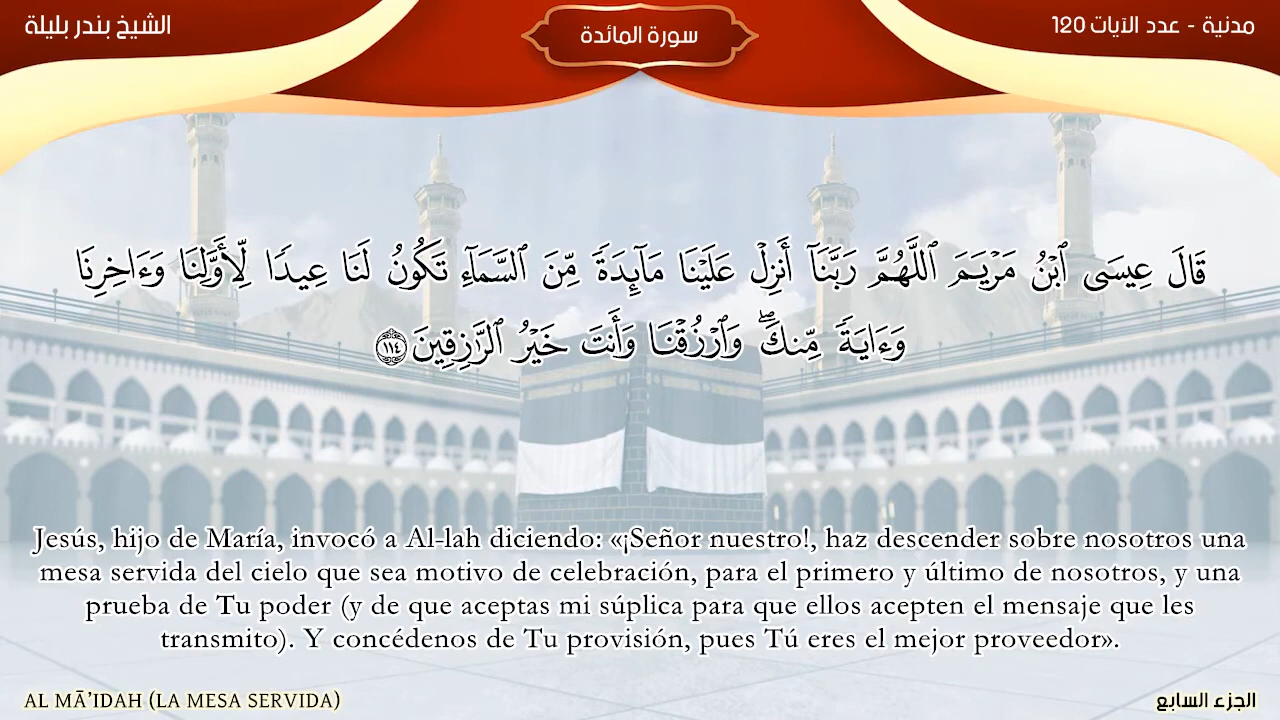 مدنية - عدد الآيات 120
سورة المائدة
الشيخ بندر بليلة
قَالَ عِيسَى ٱبْنُ مَرْيَمَ ٱللَّهُمَّ رَبَّنَآ أَنزِلْ عَلَيْنَا مَآئِدَةً مِّنَ ٱلسَّمَآءِ تَكُونُ لَنَا عِيدًا لِّأَوَّلِنَا وَءَاخِرِنَا
وَءَايَةً مِّنكَ ۖ وَٱرْزُقْنَا وَأَنتَ خَيْرُ ٱلرَّٰزِقِينَ ١١٤
Jesús, hijo de María, invocó a Al-lah diciendo: «¡Señor nuestro!, haz descender sobre nosotros una
mesa servida del cielo que sea motivo de celebración, para el primero y último de nosotros, y una
prueba de Tu poder (y de que aceptas mi súplica para que ellos acepten el mensaje que les
transmito). Y concédenos de Tu provisión, pues Tú eres el mejor proveedor».
AL MĀ’IDAH (LA MESA SERVIDA)
الجزء السابع